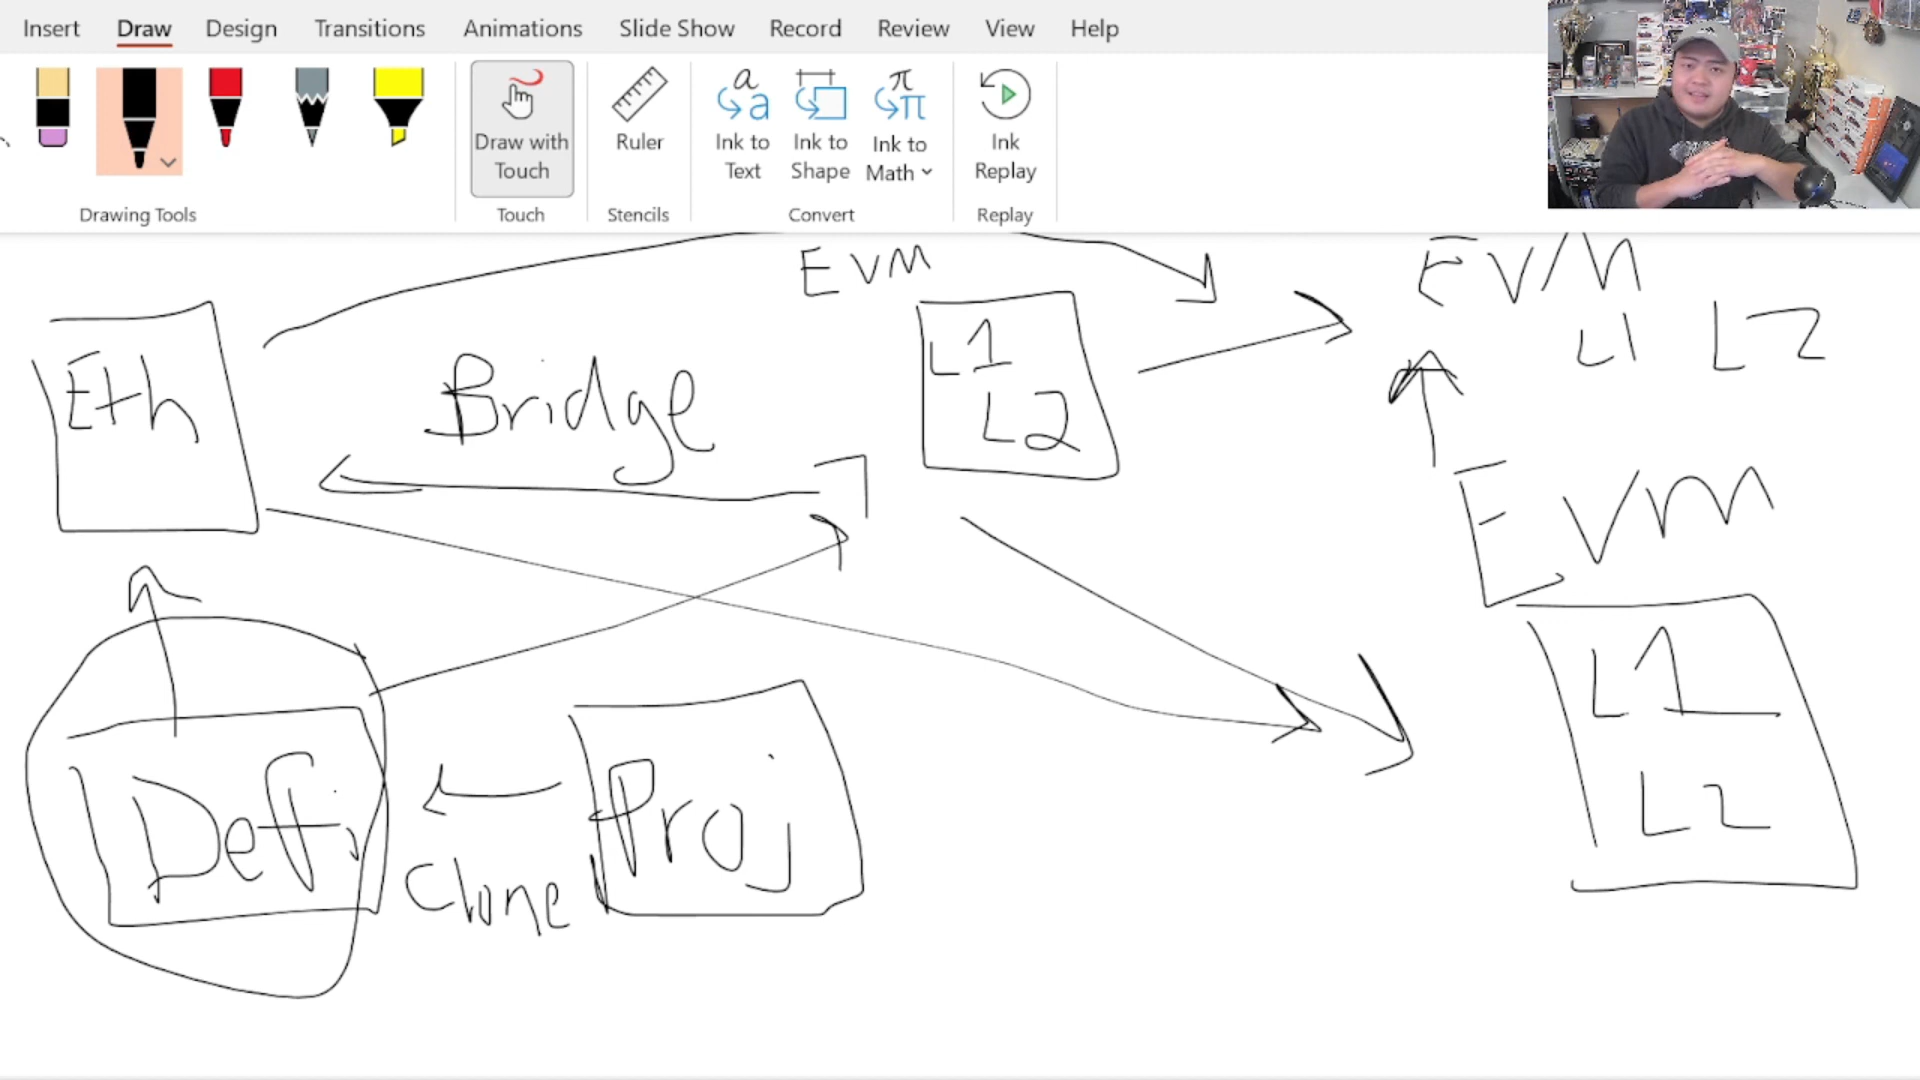 Insert Draw Design Transitions Animations Slide Show Record Review View Help
Draw with Touch
Ruler
Ink to Text
Ink to Shape
Ink to Math
Ink Replay
Drawing Tools
Touch
Stencils
Convert
Replay
EVM
EVM
L1 L2
Eth
Bridge
L1
L2
EVM
L1
L2
Defi
Clone
Proj